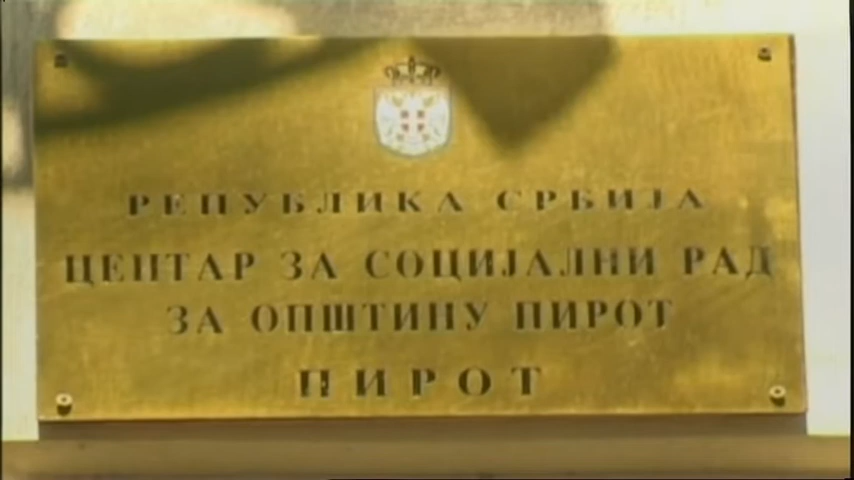 РЕПУБЛИКА СРБИЈА
ЦЕНТАР ЗА СОЦИЈАЛНИ РАД
ЗА ОПШТИНУ ПИРОТ
ПИРОТ